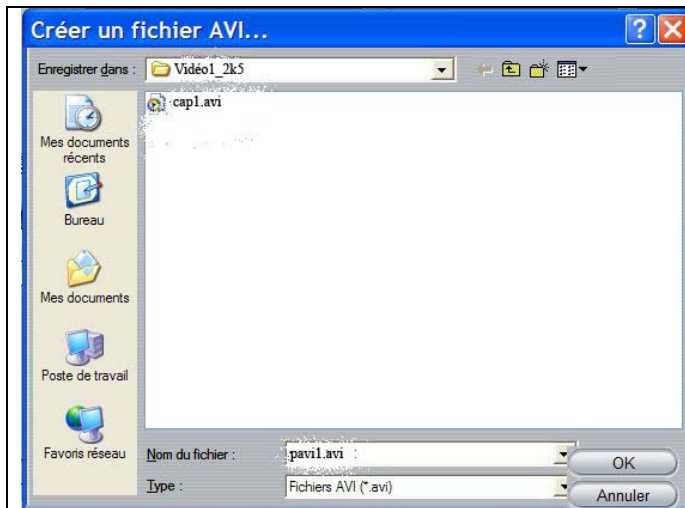 Créer un fichier AVI...
Enregistrer dans :
Vidéo1_2k5
cap1.avi
Mes documents
récents
Bureau
Mes documents
Poste de travail
Favoris réseau
Nom du fichier :
pavi1.avi :
OK
Type :
Fichiers AVI (*.avi)
Annuler